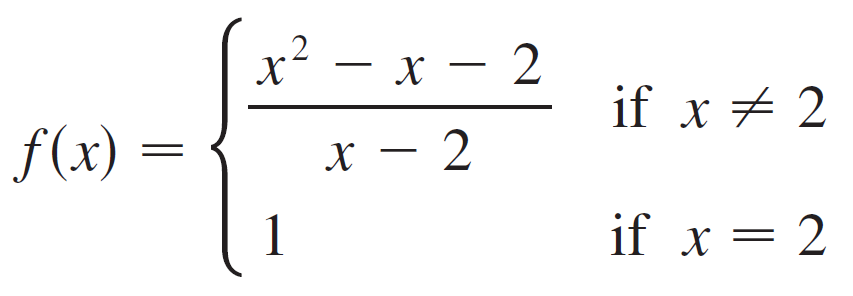 f(x) = { x² − x − 2 / x − 2 if x ≠ 2
1 if x = 2